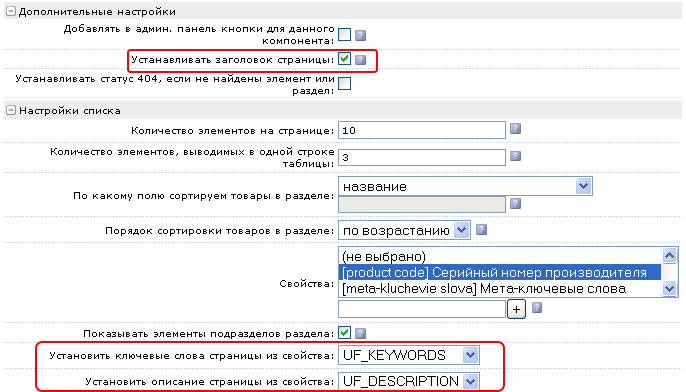 Дополнительные настройки
Добавлять в админ. панель кнопки для данного
компонента:
Устанавливать заголовок страницы:
Устанавливать статус 404, если не найдены элемент или
раздел:
Настройки списка
Количество элементов на странице: 10
Количество элементов, выводимых в одной строке
таблицы: 3
По какому полю сортируем товары в разделе: название
Порядок сортировки товаров в разделе: по возрастанию
(не выбрано)
[product code] Серийный номер производителя
Свойства:
[meta-kluchevie slova] Мета-ключевые слова
+
Показывать элементы подразделов раздела:
Установить ключевые слова страницы из свойства: UF_KEYWORDS
Установить описание страницы из свойства: UF_DESCRIPTION